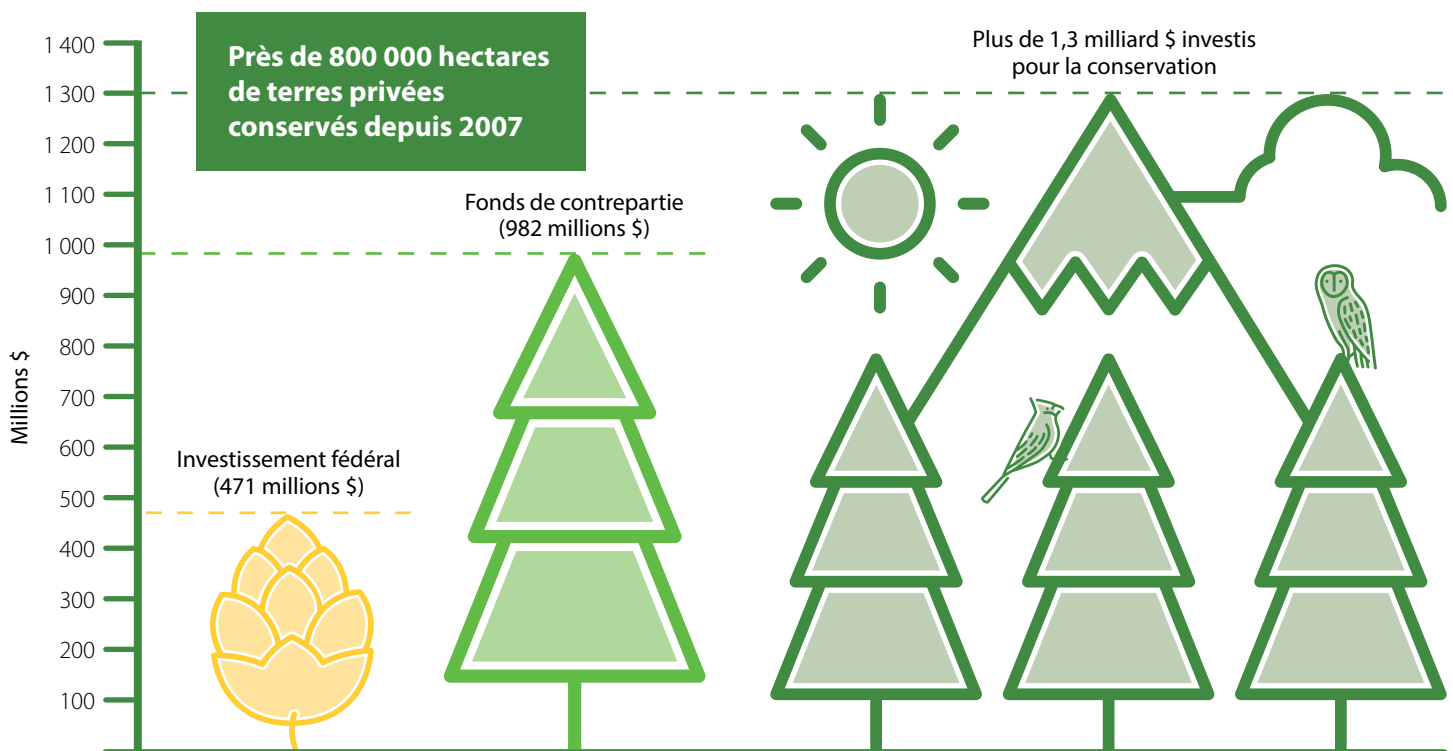 Près de 800 000 hectares
de terres privées
conservés depuis 2007
Plus de 1,3 milliard $ investis
pour la conservation
Fonds de contrepartie
(982 millions $)
Investissement fédéral
(471 millions $)
Millions $
1 400
1 300
1 200
1 100
1 000
900
800
700
600
500
400
300
200
100